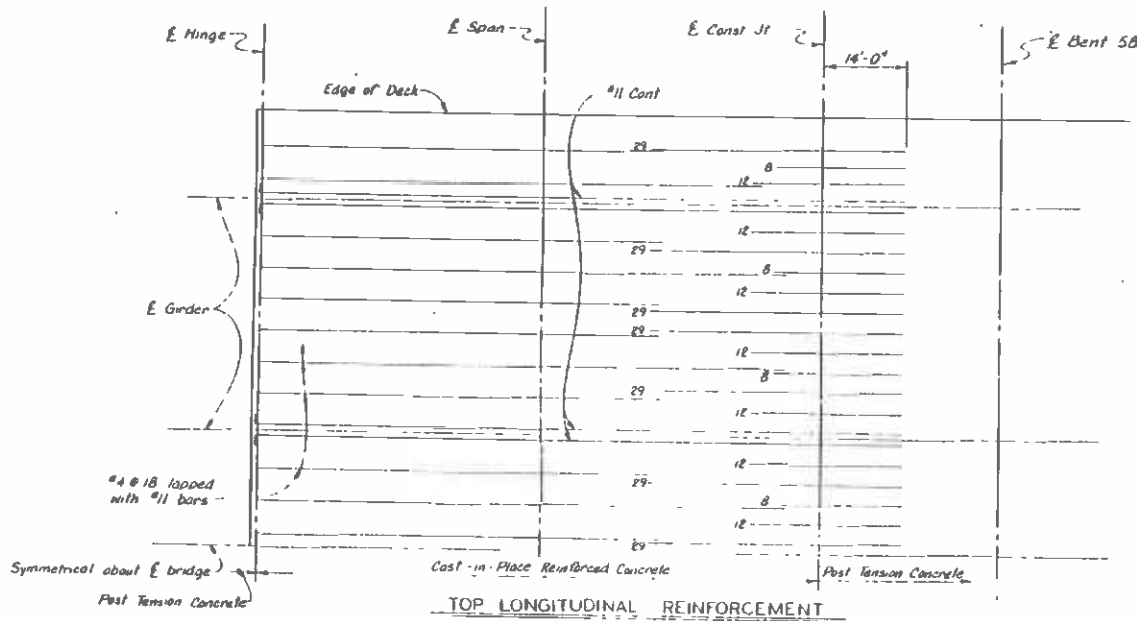 ℄ Hinge
℄ Span
℄ Const Jt
℄ Bent 5B
14'-0"
Edge of Deck
#11 Cont
29
8
12
12
29
8
12
29
29
12
8
29
12
12
29
8
12
29
℄ Girder
#4 @ 18 lapped
with #11 bars
Symmetrical about ℄ bridge
Post Tension Concrete
Cast-in-Place Reinforced Concrete
Post Tension Concrete
TOP LONGITUDINAL REINFORCEMENT